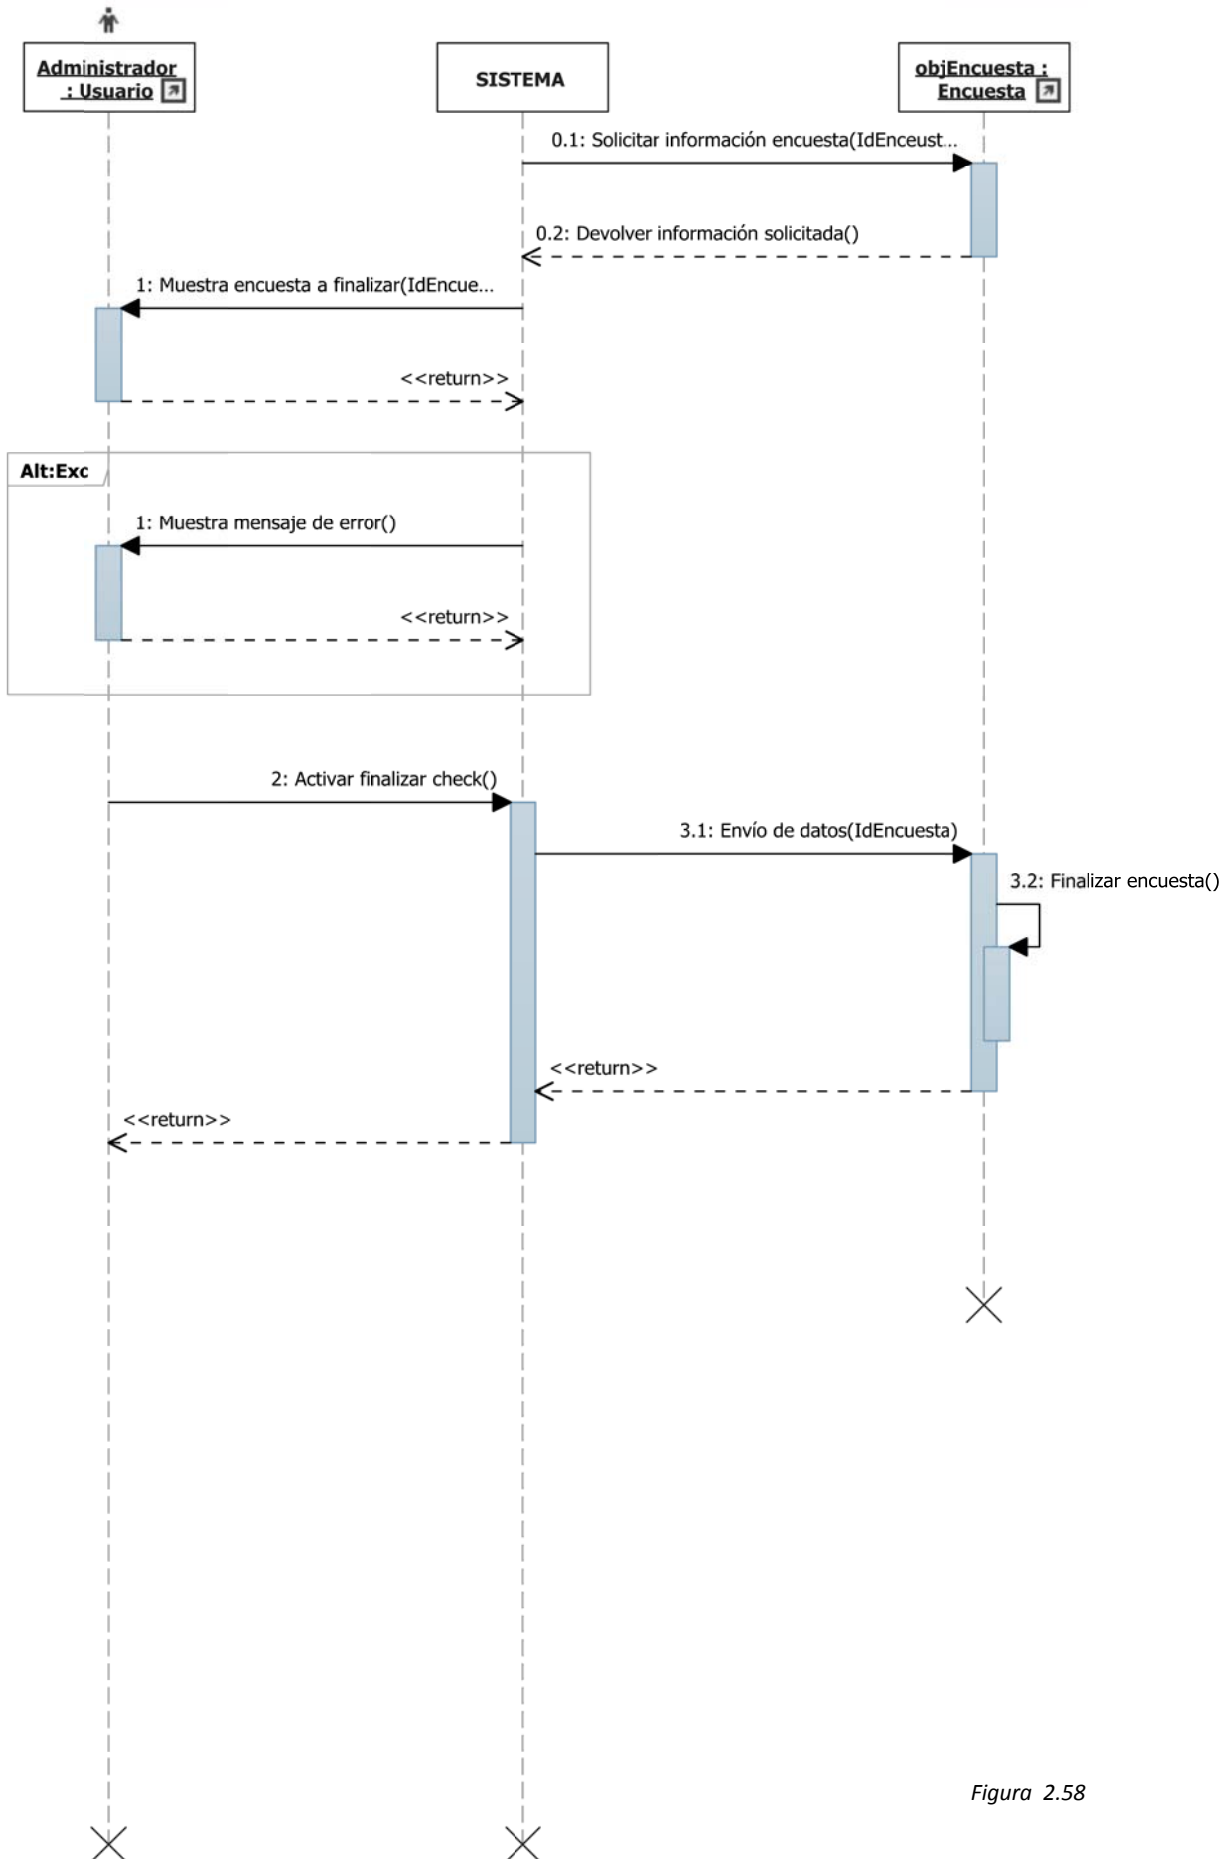 Administrador
: Usuario
SISTEMA
objEncuesta :
Encuesta
0.1: Solicitar información encuesta(IdEnceust...
0.2: Devolver información solicitada()
1: Muestra encuesta a finalizar(IdEncue...
<<return>>
Alt:Exc
1: Muestra mensaje de error()
<<return>>
2: Activar finalizar check()
3.1: Envío de datos(IdEncuesta)
3.2: Finalizar encuesta()
<<return>>
<<return>>
Figura 2.58